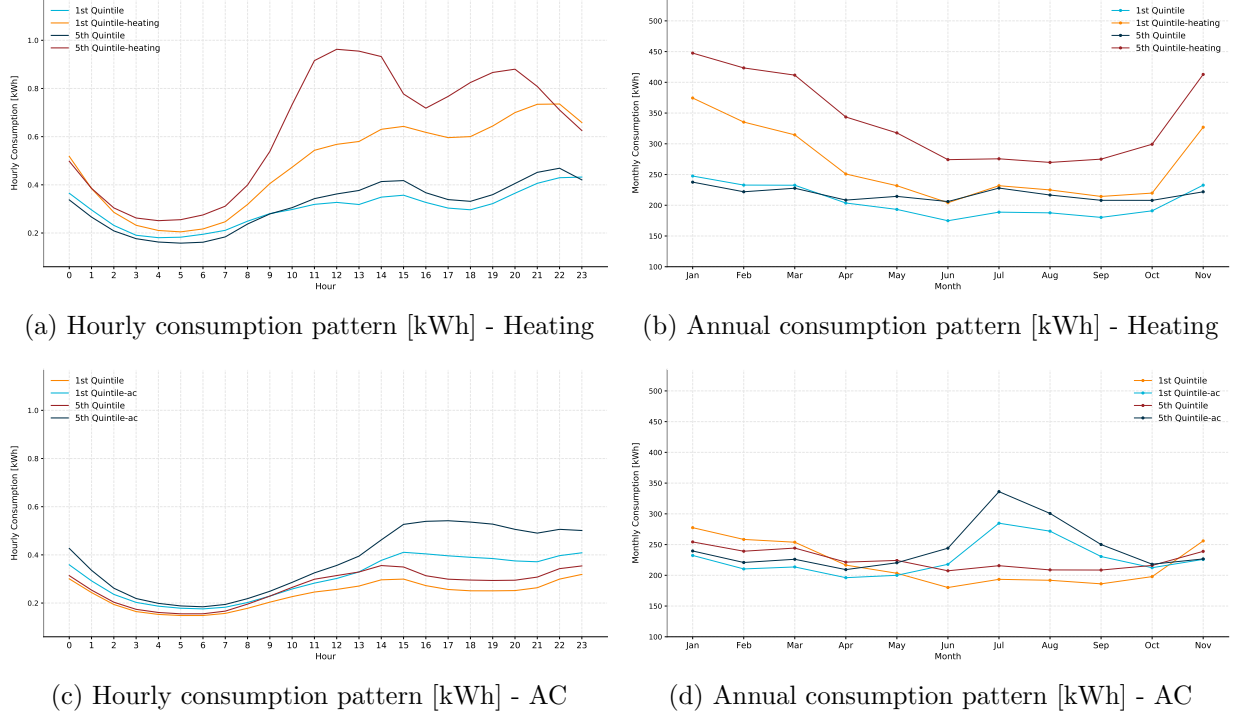 1st Quintile
1st Quintile-heating
5th Quintile
5th Quintile-heating
Hourly Consumption [kWh]
1.0
0.8
0.6
0.4
0.2
0 1 2 3 4 5 6 7 8 9 10 11 12 13 14 15 16 17 18 19 20 21 22 23
Hour
(a) Hourly consumption pattern [kWh] - Heating
1st Quintile
1st Quintile-heating
5th Quintile
5th Quintile-heating
Monthly Consumption [kWh]
500
450
400
350
300
250
200
150
100
Jan Feb Mar Apr May Jun Jul Aug Sep Oct Nov
Month
(b) Annual consumption pattern [kWh] - Heating
1st Quintile
1st Quintile-ac
5th Quintile
5th Quintile-ac
Hourly Consumption [kWh]
1.0
0.8
0.6
0.4
0.2
0 1 2 3 4 5 6 7 8 9 10 11 12 13 14 15 16 17 18 19 20 21 22 23
Hour
(c) Hourly consumption pattern [kWh] - AC
1st Quintile
1st Quintile-ac
5th Quintile
5th Quintile-ac
Monthly Consumption [kWh]
500
450
400
350
300
250
200
150
100
Jan Feb Mar Apr May Jun Jul Aug Sep Oct Nov
Month
(d) Annual consumption pattern [kWh] - AC